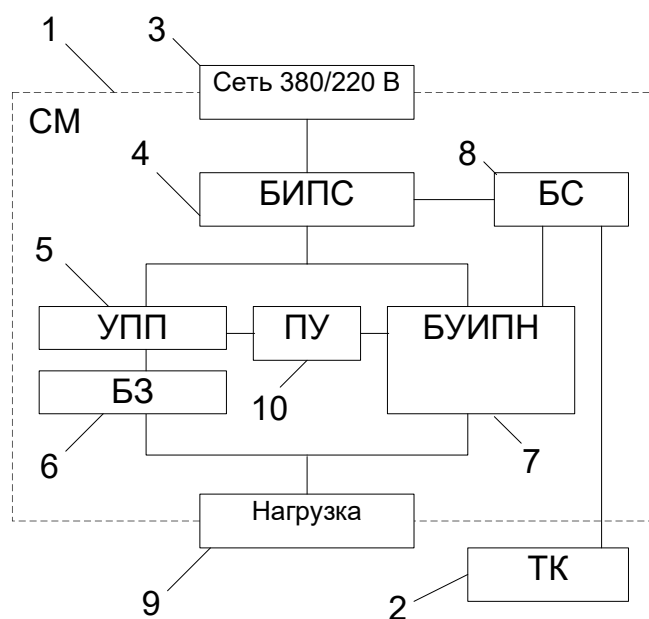 1
3
Сеть 380/220 В
СМ
4
8
БИПС
БС
5
УПП
ПУ
БУИПН
БЗ
10
6
7
Нагрузка
ТК
9
2